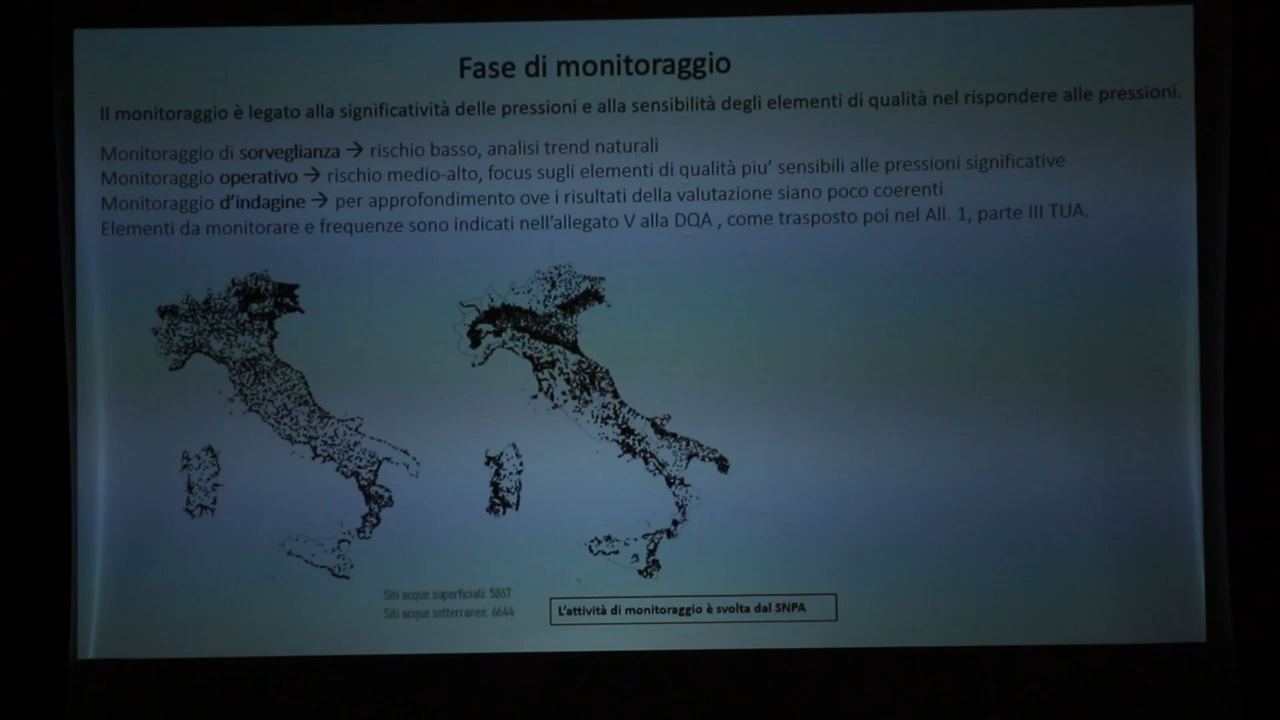 Fase di monitoraggio
Il monitoraggio è legato alla significatività delle pressioni e alla sensibilità degli elementi di qualità nel rispondere alle pressioni.
Monitoraggio di sorveglianza → rischio basso, analisi trend naturali
Monitoraggio operativo → rischio medio-alto, focus sugli elementi di qualità piu' sensibili alle pressioni significative
Monitoraggio d'indagine → per approfondimento ove i risultati della valutazione siano poco coerenti
Elementi da monitorare e frequenze sono indicati nell'allegato V alla DQA , come trasposto poi nel All. 1, parte III TUA.
Siti acque superficiali: 5867
Siti acque sotterranee: 6644
L'attività di monitoraggio è svolta dal SNPA